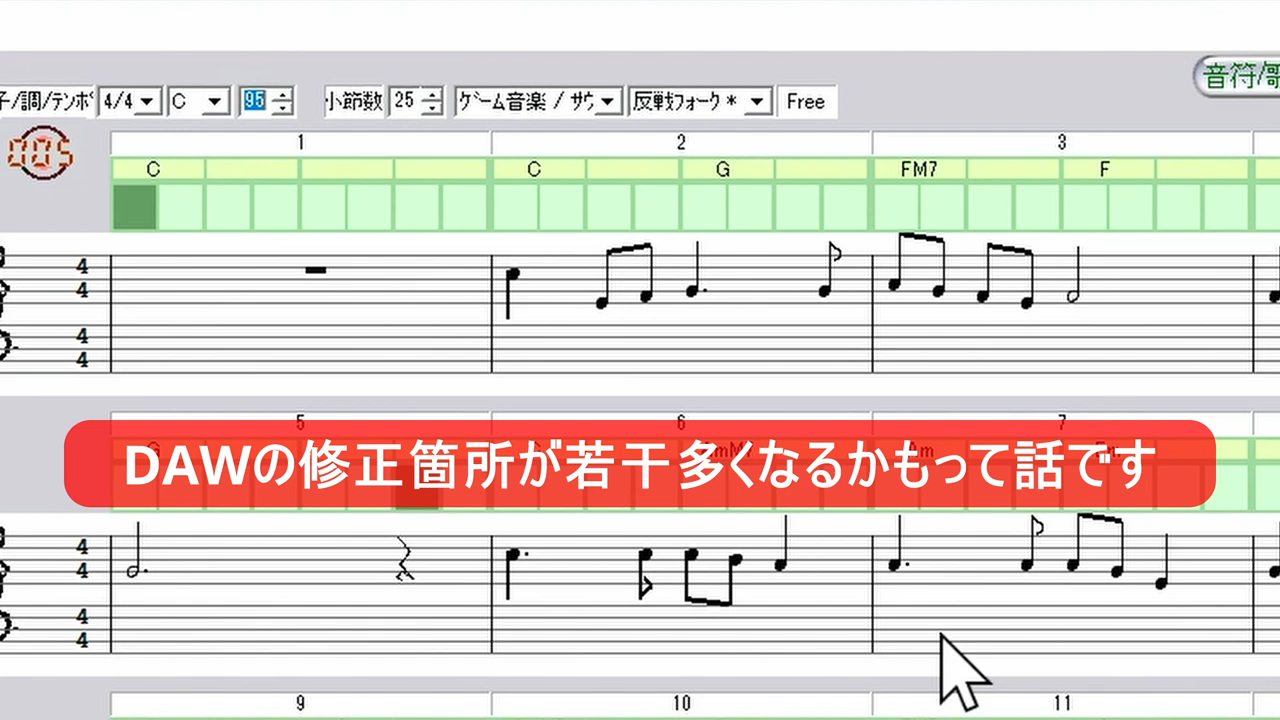 音符/歌
子/調/テンポ 4/4 C 95 小節数 25 ゲーム音楽 / サウ 反戦フォーク * Free
005
1 2 3
C C G FM7 F
4 4
4 4
5 6 7
DAWの修正箇所が若干多くなるかもって話です
4 4
4 4
9 10 11